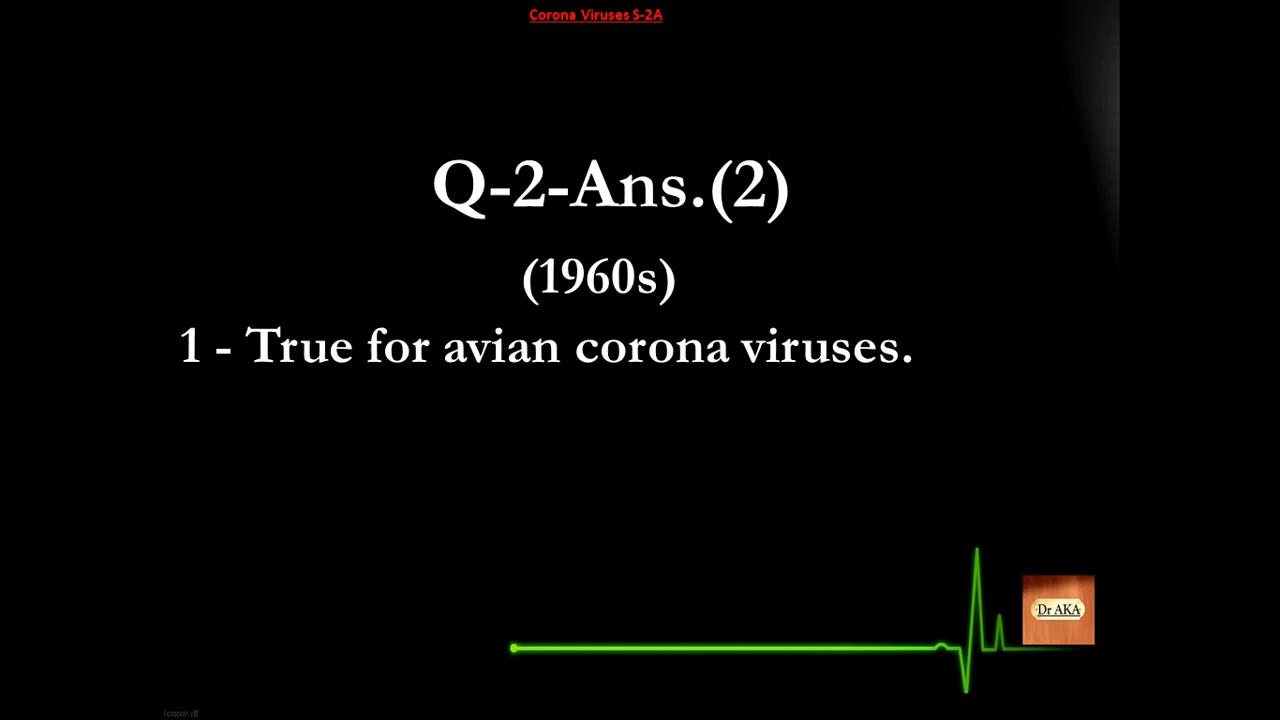 Corona Viruses S-2A
Q-2-Ans.(2)
(1960s)
1 - True for avian corona viruses.
Dr AKA